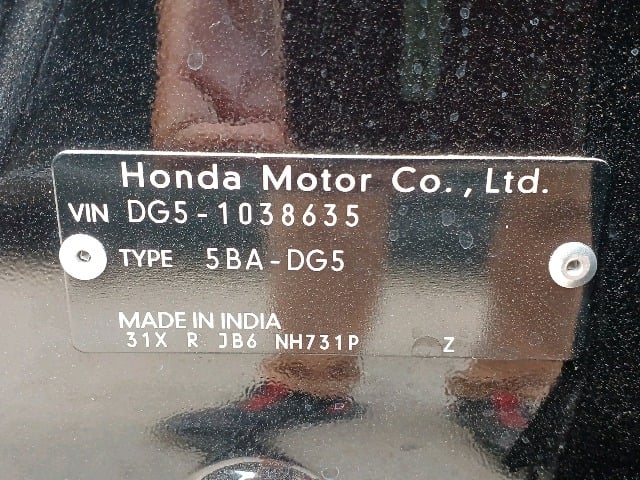 Honda Motor Co., Ltd.
VIN DG5-1038635
TYPE 5BA-DG5
MADE IN INDIA
31X R JB6 NH731P Z